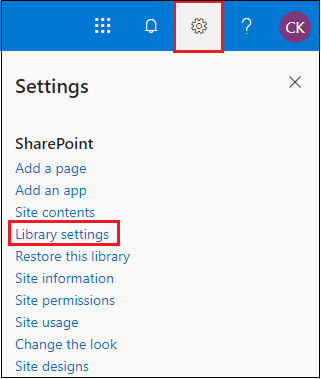 ?
CK
Settings
SharePoint
Add a page
Add an app
Site contents
Library settings
Restore this library
Site information
Site permissions
Site usage
Change the look
Site designs